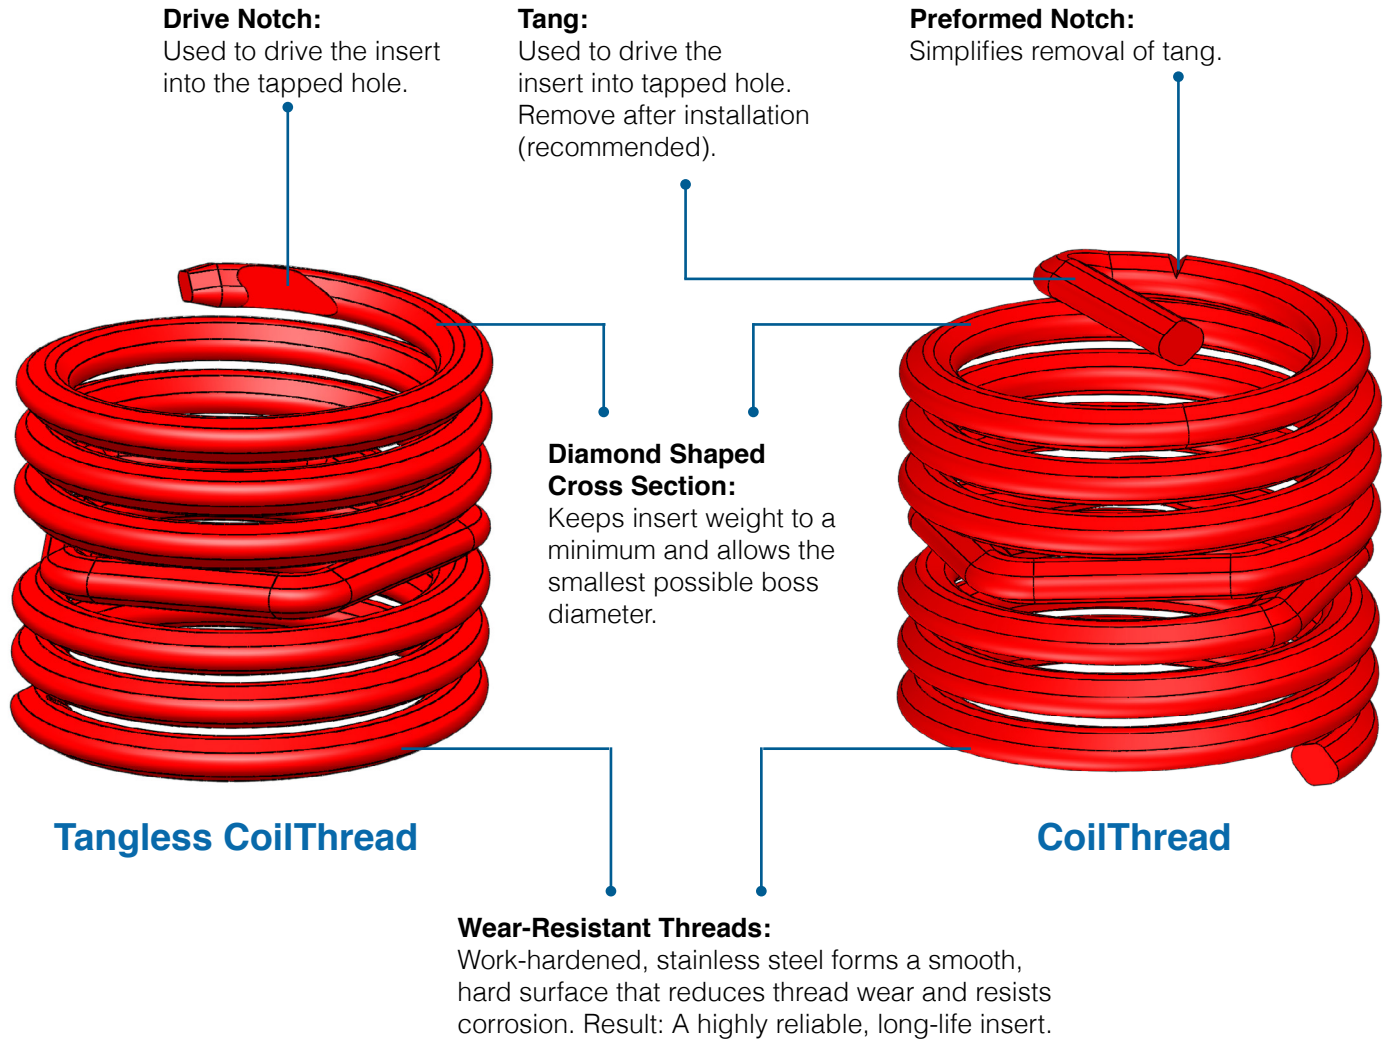 Drive Notch:
Used to drive the insert
into the tapped hole.
Tang:
Used to drive the
insert into tapped hole.
Remove after installation
(recommended).
Preformed Notch:
Simplifies removal of tang.
Diamond Shaped
Cross Section:
Keeps insert weight to a
minimum and allows the
smallest possible boss
diameter.
Tangless CoilThread
CoilThread
Wear-Resistant Threads:
Work-hardened, stainless steel forms a smooth,
hard surface that reduces thread wear and resists
corrosion. Result: A highly reliable, long-life insert.